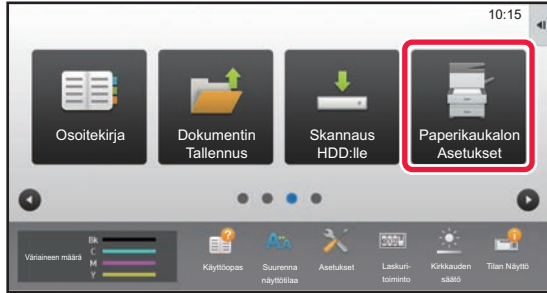 10:15
Osoitekirja
Dokumentin
Tallennus
Skannaus
HDD:lle
Paperikaukalon
Asetukset
Väriaineen määrä
Bk
C
M
Y
Käyttöopas
Suurenna
näyttötilaa
Asetukset
Laskuri-
toiminto
Kirkkauden
säätö
Tilan Näyttö